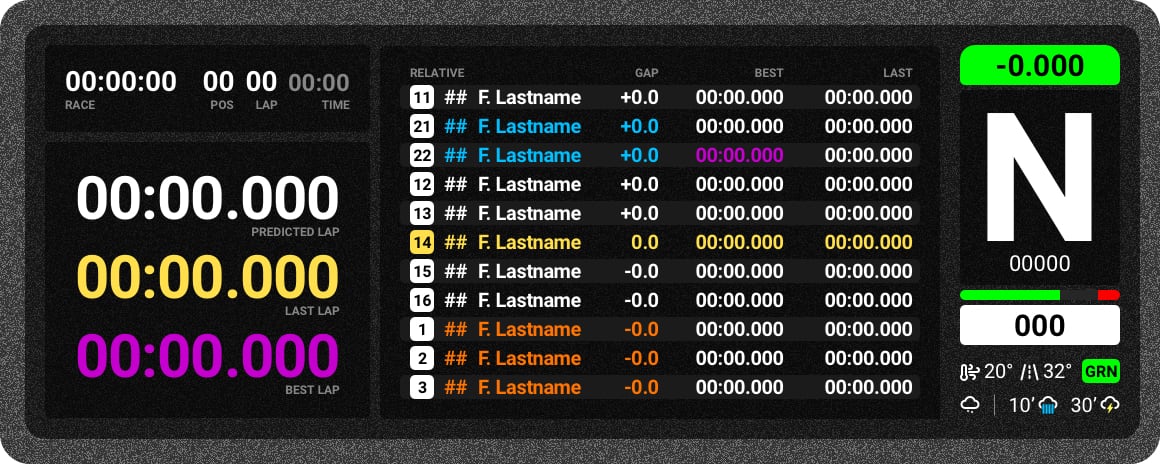 00:00:00 00 00 00:00
RACE POS LAP TIME
00:00.000
PREDICTED LAP
00:00.000
LAST LAP
00:00.000
BEST LAP
RELATIVE GAP BEST LAST
11 ## F. Lastname +0.0 00:00.000 00:00.000
21 ## F. Lastname +0.0 00:00.000 00:00.000
22 ## F. Lastname +0.0 00:00.000 00:00.000
12 ## F. Lastname +0.0 00:00.000 00:00.000
13 ## F. Lastname +0.0 00:00.000 00:00.000
14 ## F. Lastname 0.0 00:00.000 00:00.000
15 ## F. Lastname -0.0 00:00.000 00:00.000
16 ## F. Lastname -0.0 00:00.000 00:00.000
1 ## F. Lastname -0.0 00:00.000 00:00.000
2 ## F. Lastname -0.0 00:00.000 00:00.000
3 ## F. Lastname -0.0 00:00.000 00:00.000
-0.000
N
00000
000
20° 32° GRN
10’ 30’